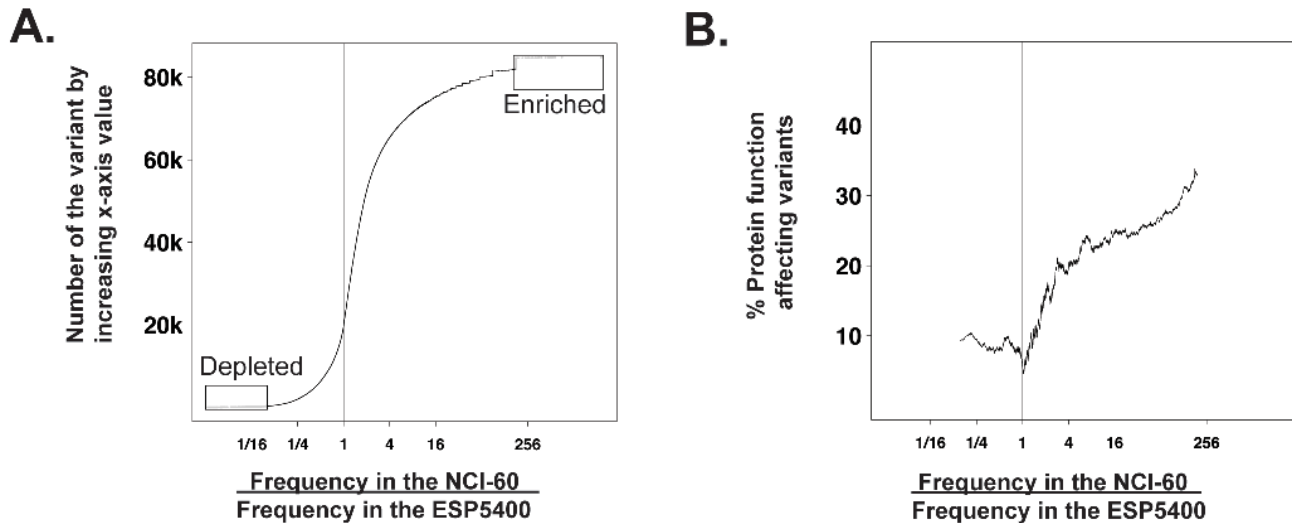 A.
Number of the variant by
increasing x-axis value
80k
60k
40k
20k
Enriched
Depleted
1/16 1/4 1 4 16 256
Frequency in the NCI-60
Frequency in the ESP5400
B.
% Protein function
affecting variants
40
30
20
10
1/16 1/4 1 4 16 256
Frequency in the NCI-60
Frequency in the ESP5400